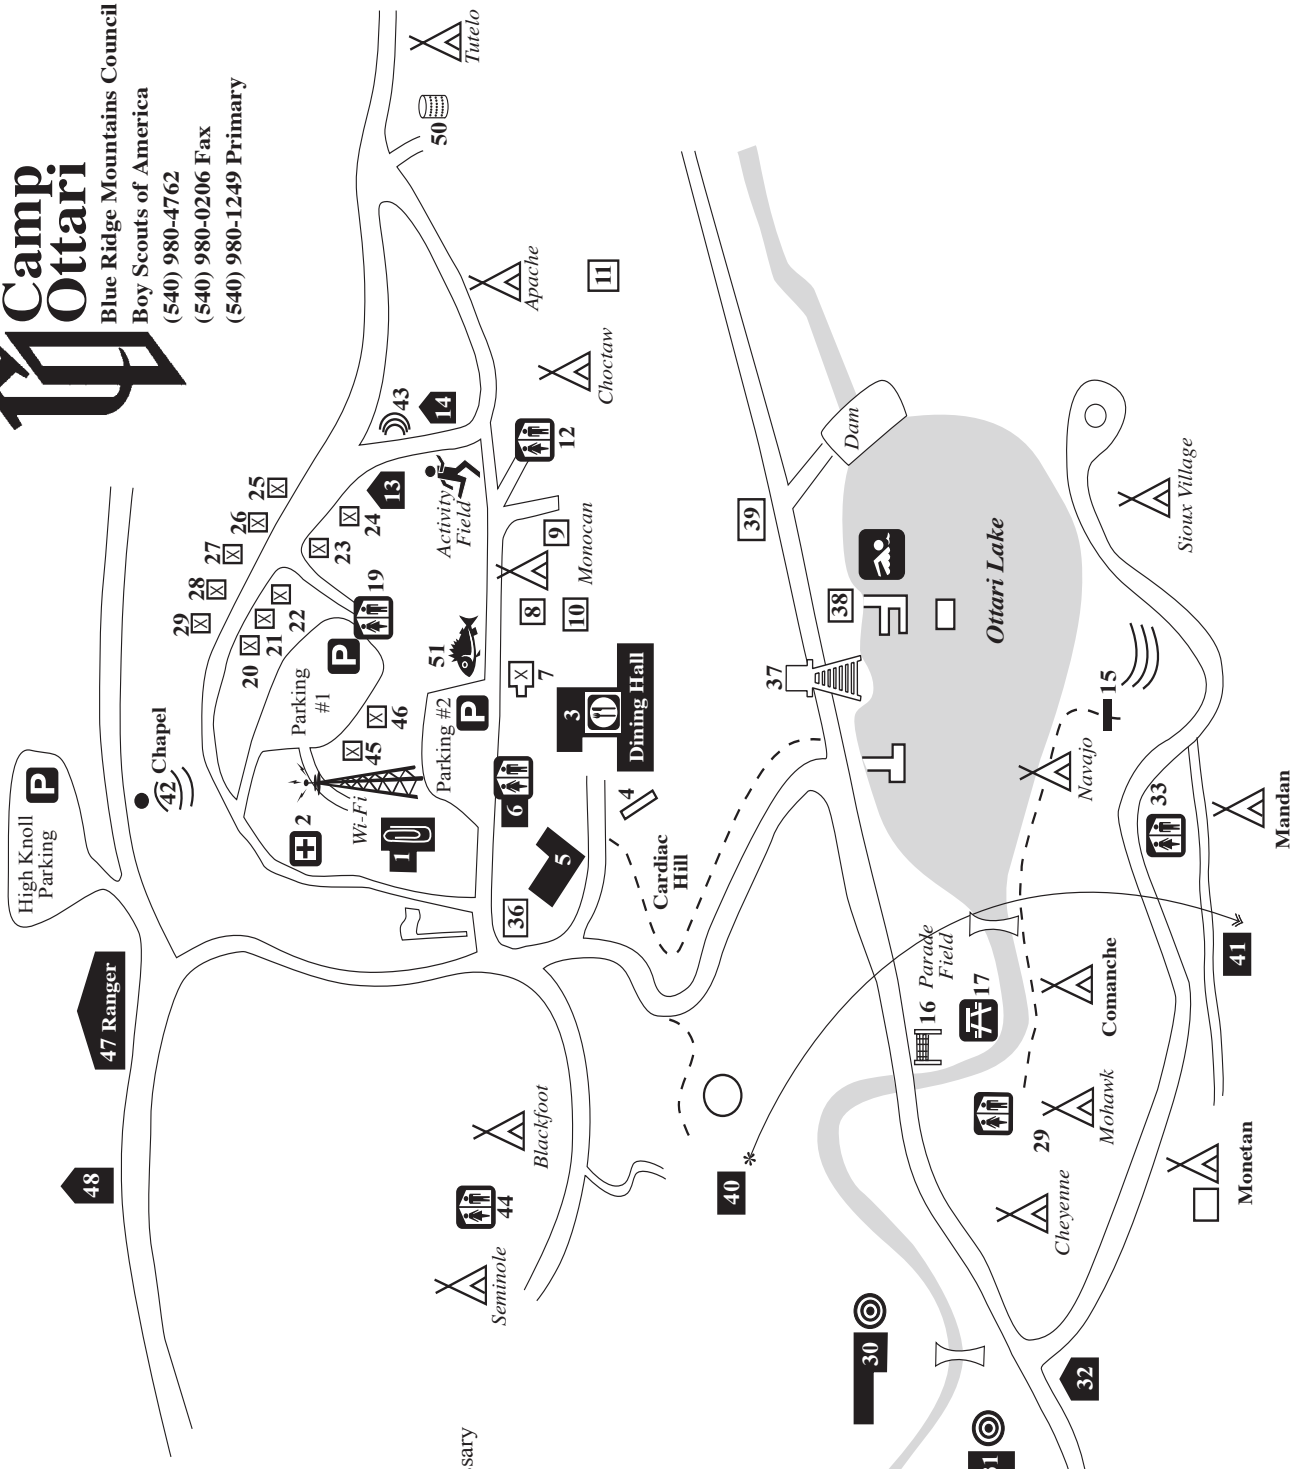 Camp
Ottari
Blue Ridge Mountains Council
Boy Scouts of America
(540) 980-4762
(540) 980-0206 Fax
(540) 980-1249 Primary
High Knoll
Parking
P
47 Ranger
48
Chapel
42
29
28
27
26
25
20
21
22
23
24
19
13
14
43
Activity
Field
Parking
#1
P
45
46
Wi-Fi
2
1
Parking #2
P
51
50
Tutelo
Apache
11
Choctaw
12
9
Monocan
8
10
7
3
Dining Hall
6
5
4
36
Cardiac
Hill
Blackfoot
44
Seminole
40
*
39
Dam
38
37
Ottari Lake
Sioux Village
15
Navajo
33
Mandan
41
Parade
Field
16
17
Comanche
Mohawk
29
Cheyenne
Monetan
30
32